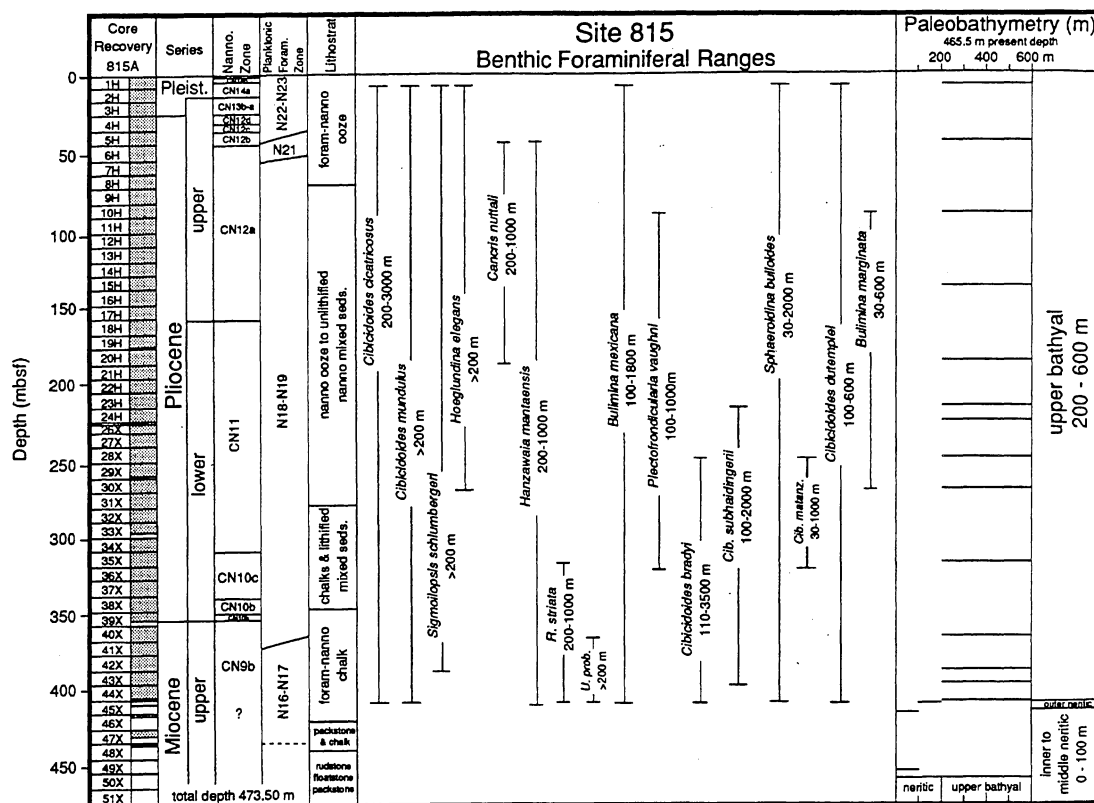 Core
Recovery
815A
Series
Nanno.
Zone
Planktonic
Foram.
Zone
Lithostrat
Site 815
Benthic Foraminiferal Ranges
Paleobathymetry (m)
465.5 m present depth
200 400 600 m
Depth (mbsf)
0
50
100
150
200
250
300
350
400
450
1H
2H
3H
4H
5H
6H
7H
8H
9H
10H
11H
12H
13H
14H
15H
16H
17H
18H
19H
20H
21H
22H
23H
24H
26X
27X
28X
29X
30X
31X
32X
33X
34X
35X
36X
37X
38X
39X
40X
41X
42X
43X
44X
45X
46X
47X
48X
49X
50X
51X
Pleist.
Pliocene
upper
lower
Miocene
upper
total depth 473.50 m
CN14a
CN13b-a
CN12d
CN12c
CN12b
CN12a
CN11
CN10c
CN10b
CN9b
?
N22-N23
N21
N18-N19
N16-N17
foram-nanno
ooze
nanno ooze to unlithified
nanno mixed seds.
chalks & lithified
mixed seds.
foram-nanno
chalk
packstone
& chalk
rudstone
floatstone
packstone
Cibicidoides cicatricosus
200-3000 m
Cibicidoides mundulus
>200 m
Sigmoilopsis schlumbergeri
>200 m
Hoeglundina elegans
>200 m
Cancris nuttali
200-1000 m
Hanzawaia mantaensis
200-1000 m
R. striata
200-1000 m
U. prob.
>200 m
Bulimina mexicana
100-1800 m
Plectofrondicularia vaughni
100-1000m
Cibicidoides bradyi
110-3500 m
Cib. subhaidingerii
100-2000 m
Sphaeroidina bulloides
30-2000 m
Cib. matanz.
30-1000 m
Cibicidoides dutemplei
100-600 m
Bulimina marginata
30-600 m
upper bathyal
200 - 600 m
outer neritic
inner to
middle neritic
0 - 100 m
neritic
upper bathyal